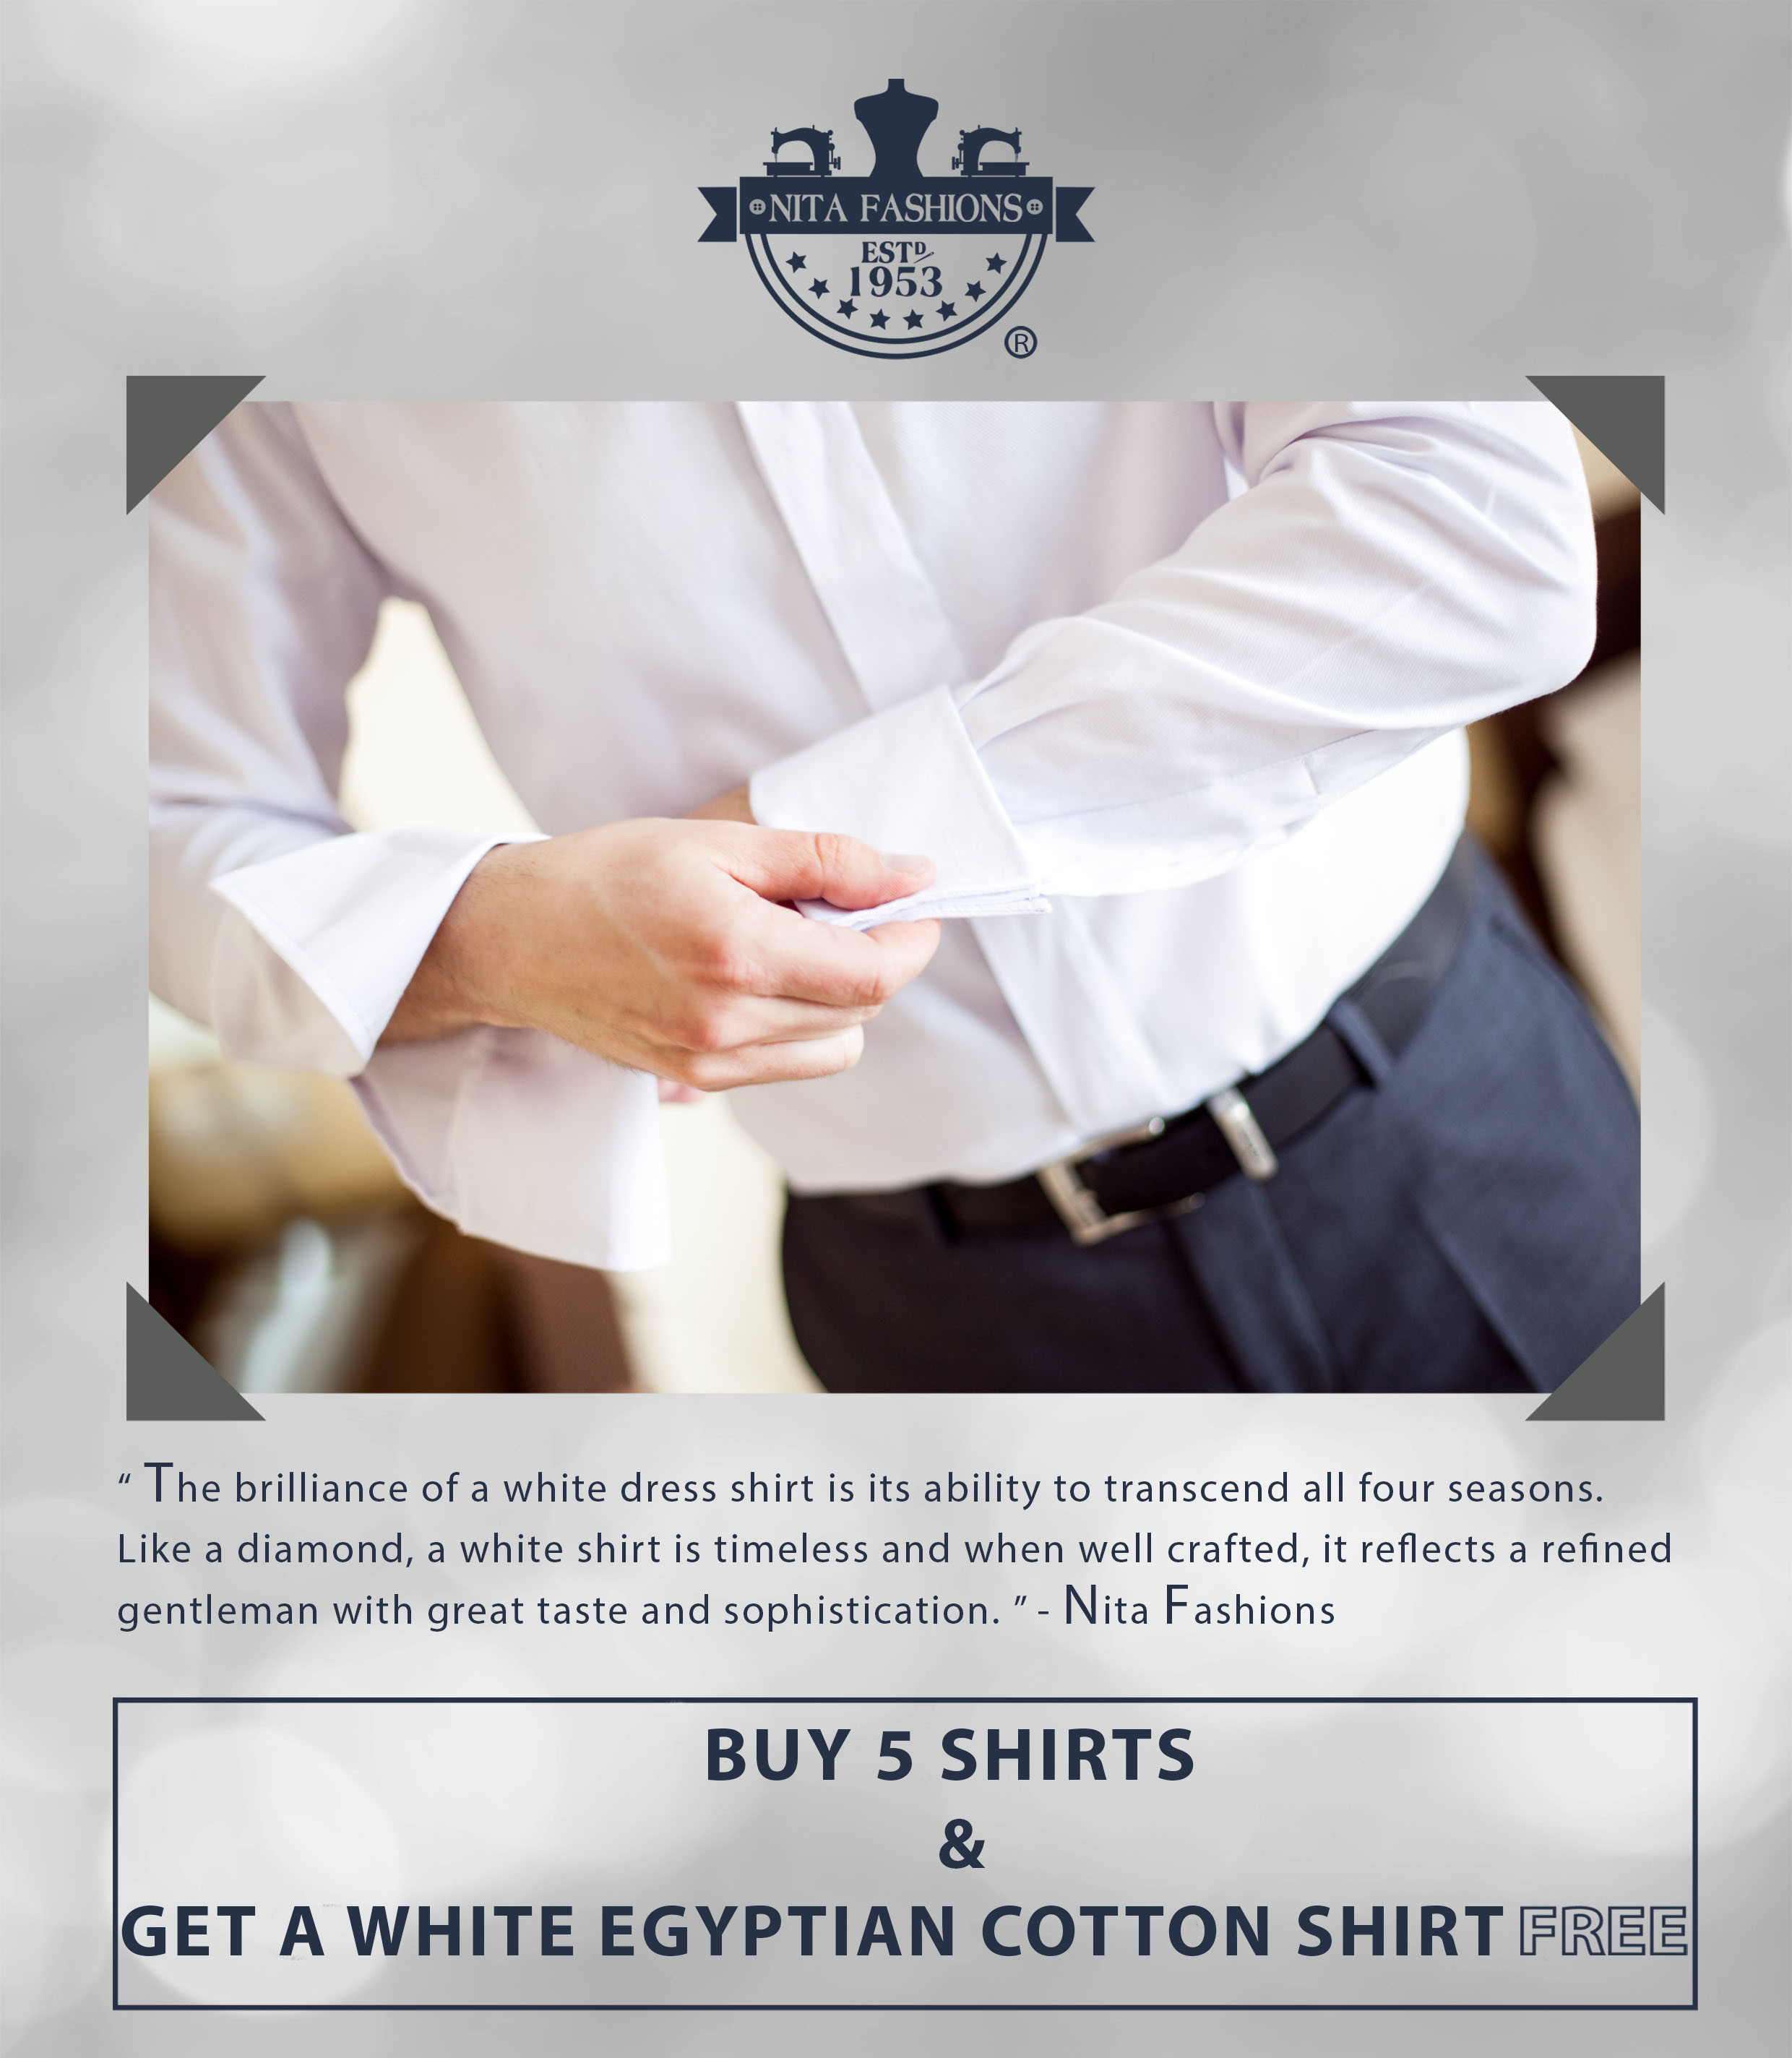 NITA FASHIONS
ESTD
1953
®
“ The brilliance of a white dress shirt is its ability to transcend all four seasons.
Like a diamond, a white shirt is timeless and when well crafted, it reflects a refined
gentleman with great taste and sophistication. ” - Nita Fashions
BUY 5 SHIRTS
&
GET A WHITE EGYPTIAN COTTON SHIRT FREE